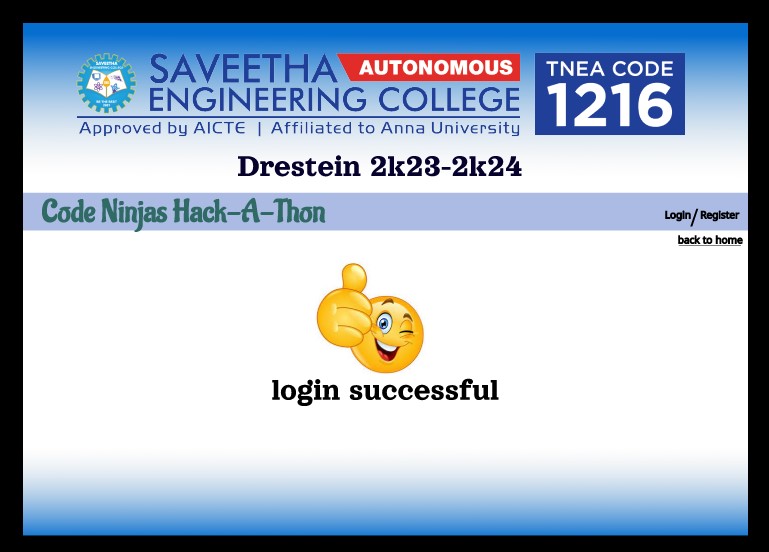 SAVEETHA AUTONOMOUS
ENGINEERING COLLEGE
Approved by AICTE | Affiliated to Anna University
TNEA CODE
1216
Drestein 2k23-2k24
Code Ninjas Hack-A-Thon
Login/ Register
back to home
login successful